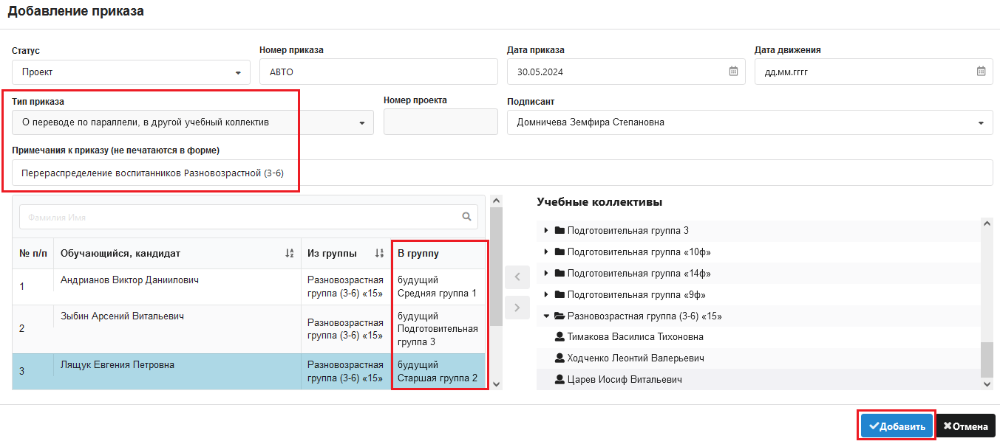 Добавление приказа
Статус
Номер приказа
Дата приказа
Дата движения
Проект
АВТО
30.05.2024
дд.мм.гггг
Тип приказа
Номер проекта
Подписант
О переводе по параллели, в другой учебный коллектив
Домничева Земфира Степановна
Примечания к приказу (не печатаются в форме)
Перераспределение воспитанников Разновозрастной (3-6)
Фамилия Имя
№ п/п
Обучающийся, кандидат
Из группы
В группу
1
Андрианов Виктор Даниилович
Разновозрастная
группа (3-6) «15»
будущий
Средняя группа 1
2
Зыбин Арсений Витальевич
Разновозрастная
группа (3-6) «15»
будущий
Подготовительная
группа 3
3
Лящук Евгения Петровна
Разновозрастная
группа (3-6) «15»
будущий
Старшая группа 2
Учебные коллективы
Подготовительная группа 3
Подготовительная группа «10ф»
Подготовительная группа «14ф»
Подготовительная группа «9ф»
Разновозрастная группа (3-6) «15»
Тимакова Василиса Тихоновна
Ходченко Леонтий Валерьевич
Царев Иосиф Витальевич
Добавить
Отмена